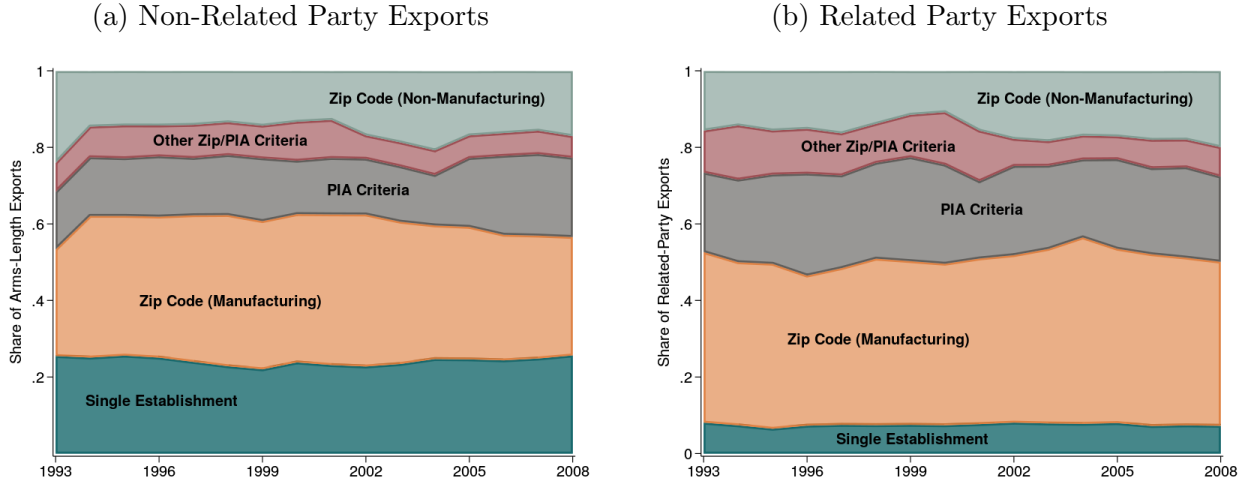 (a) Non-Related Party Exports
Share of Arms-Length Exports
1
.8
.6
.4
.2
Zip Code (Non-Manufacturing)
Other Zip/PIA Criteria
PIA Criteria
Zip Code (Manufacturing)
Single Establishment
1993 1996 1999 2002 2005 2008
(b) Related Party Exports
Share of Related-Party Exports
1
.8
.6
.4
.2
0
Zip Code (Non-Manufacturing)
Other Zip/PIA Criteria
PIA Criteria
Zip Code (Manufacturing)
Single Establishment
1993 1996 1999 2002 2005 2008